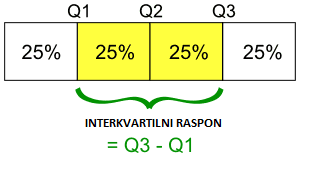 Q1 Q2 Q3
25% 25% 25% 25%
INTERKVARTILNI RASPON
= Q3 - Q1